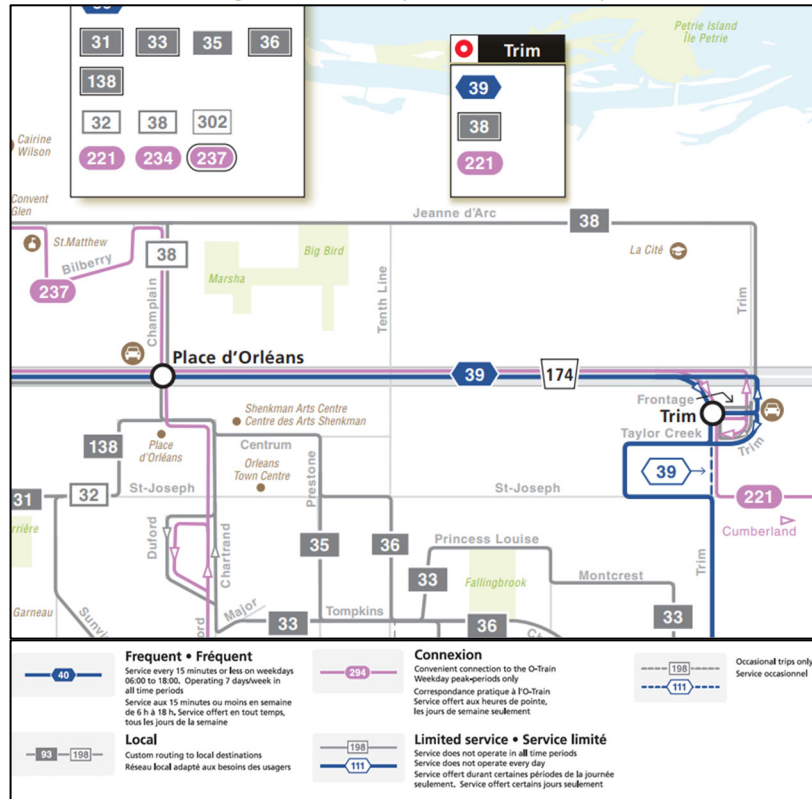 31 33 35 36
138
32 38 302
221 234 237
Trim
39
38
221
Petrie Island
Île Petrie
Cairine
Wilson
Convent
Glen
Jeanne d'Arc
38
St.Matthew
Bilberry
237
38
Champlain
Marsha
Big Bird
Tenth Line
La Cité
Trim
Place d'Orléans
39
174
Frontage
Trim
Taylor Creek
Trim
Shenkman Arts Centre
Centre des Arts Shenkman
138
Place
d'Orléans
Centrum
Orleans
Town Centre
Prestone
39
31
32
St-Joseph
St-Joseph
221
Cumberland
rrière
Duford
Chartrand
35
36
Princess Louise
33
Fallingbrook
Montcrest
Trim
Garneau
Sunvi
ord
Major
33
Tompkins
36
Ch
33
40
Frequent • Fréquent
Service every 15 minutes or less on weekdays
06:00 to 18:00. Operating 7 days/week in
all time periods
Service aux 15 minutes ou moins en semaine
de 6 h à 18 h. Service offert en tout temps,
tous les jours de la semaine
93 198
Local
Custom routing to local destinations
Réseau local adapté aux besoins des usagers
294
Connexion
Convenient connection to the O-Train
Weekday peak-periods only
Correspondance pratique à l'O-Train
Service offert aux heures de pointe,
les jours de semaine seulement
198
111
Limited service • Service limité
Service does not operate in all time periods
Service does not operate every day
Service offert durant certaines périodes de la journée
seulement. Service offert certains jours seulement
198
111
Occasional trips only
Service occasionnel